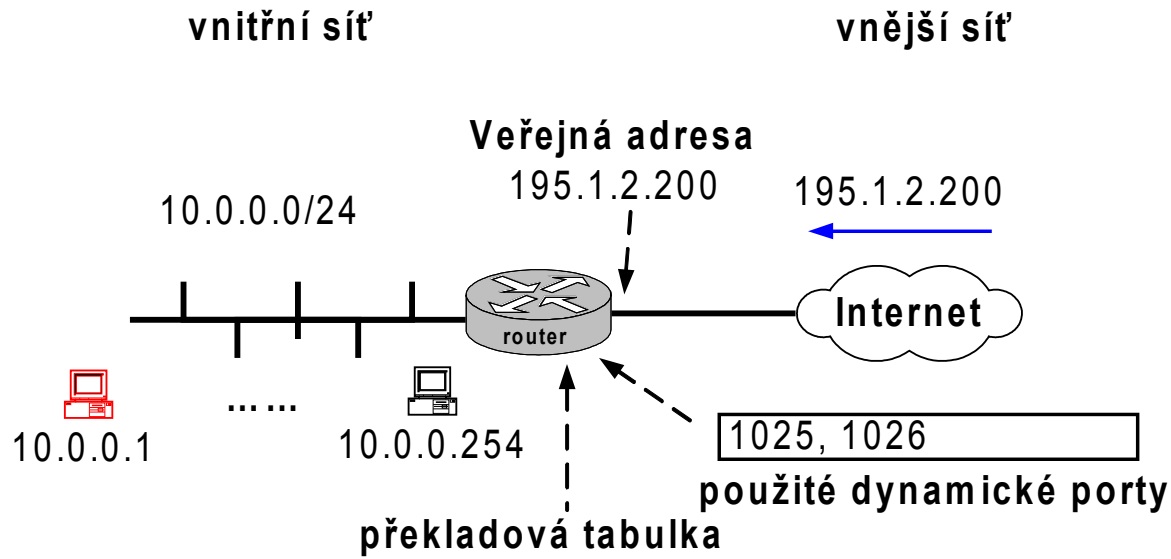 vnitřní síť
vnější síť
Veřejná adresa
195.1.2.200
195.1.2.200
10.0.0.0/24
Internet
router
... ...
10.0.0.1
10.0.0.254
1025, 1026
použité dynamické porty
překladová tabulka